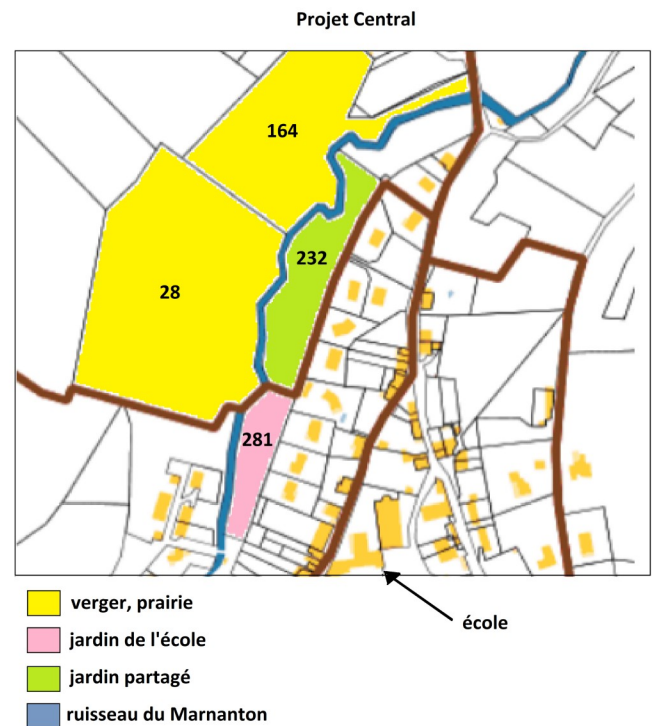 Projet Central
164
232
28
281
verger, prairie
jardin de l'école
école
jardin partagé
ruisseau du Marnanton